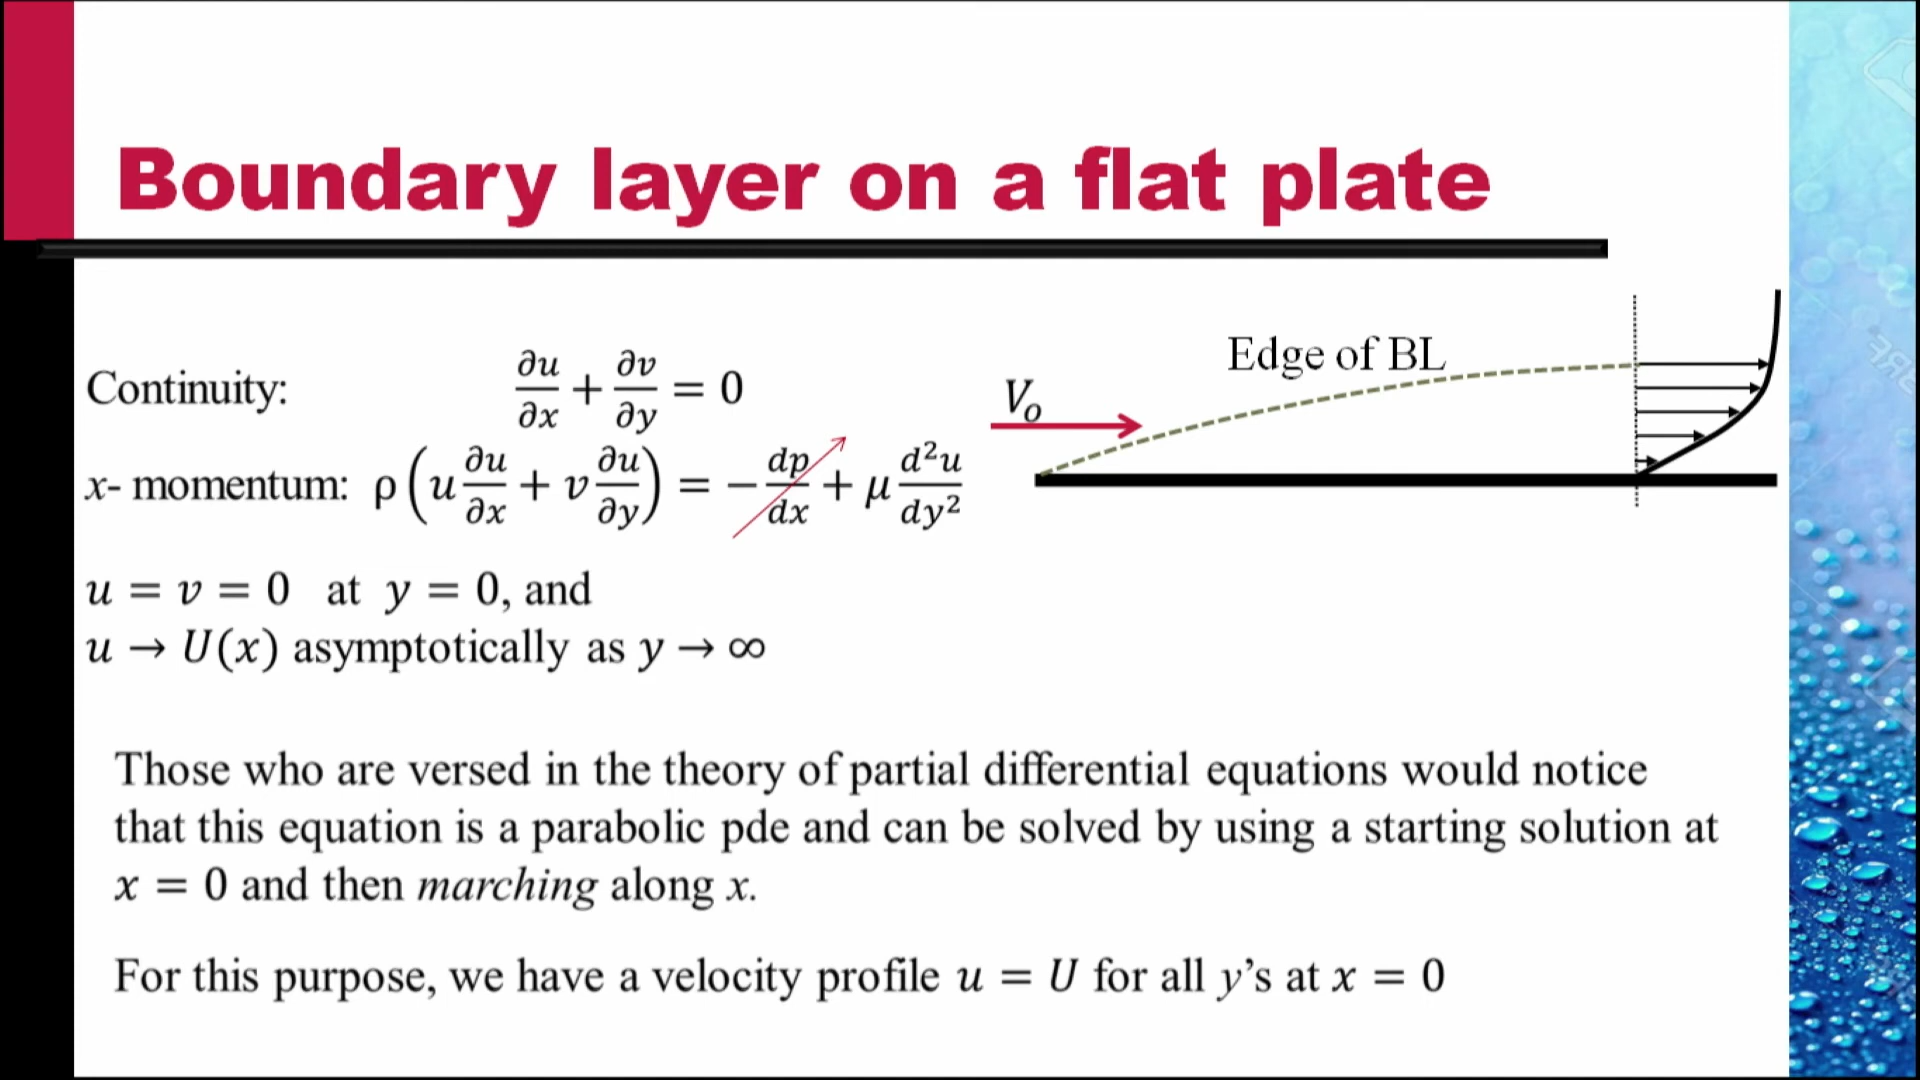 Boundary layer on a flat plate
Continuity: ∂u/∂x + ∂v/∂y = 0
V₀
Edge of BL
x- momentum: ρ(u ∂u/∂x + v ∂u/∂y) = − dp/dx + μ d²u/dy²
u = v = 0 at y = 0, and
u → U(x) asymptotically as y → ∞
Those who are versed in the theory of partial differential equations would notice
that this equation is a parabolic pde and can be solved by using a starting solution at
x = 0 and then marching along x.
For this purpose, we have a velocity profile u = U for all y’s at x = 0